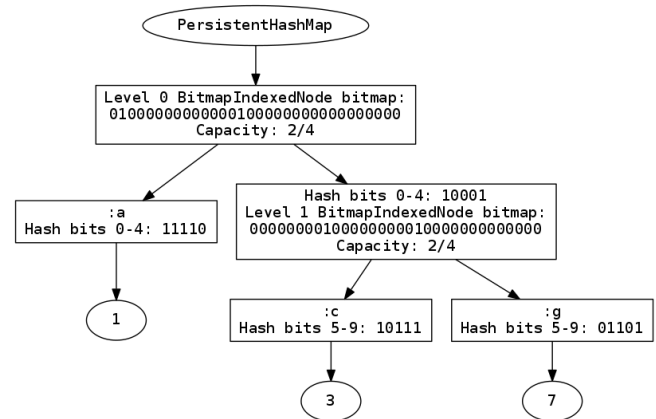 PersistentHashMap
Level 0 BitmapIndexedNode bitmap:
01000000000000100000000000000000
Capacity: 2/4
:a
Hash bits 0-4: 11110
Hash bits 0-4: 10001
Level 1 BitmapIndexedNode bitmap:
00000000100000000010000000000000
Capacity: 2/4
1
:c
Hash bits 5-9: 10111
:g
Hash bits 5-9: 01101
3
7